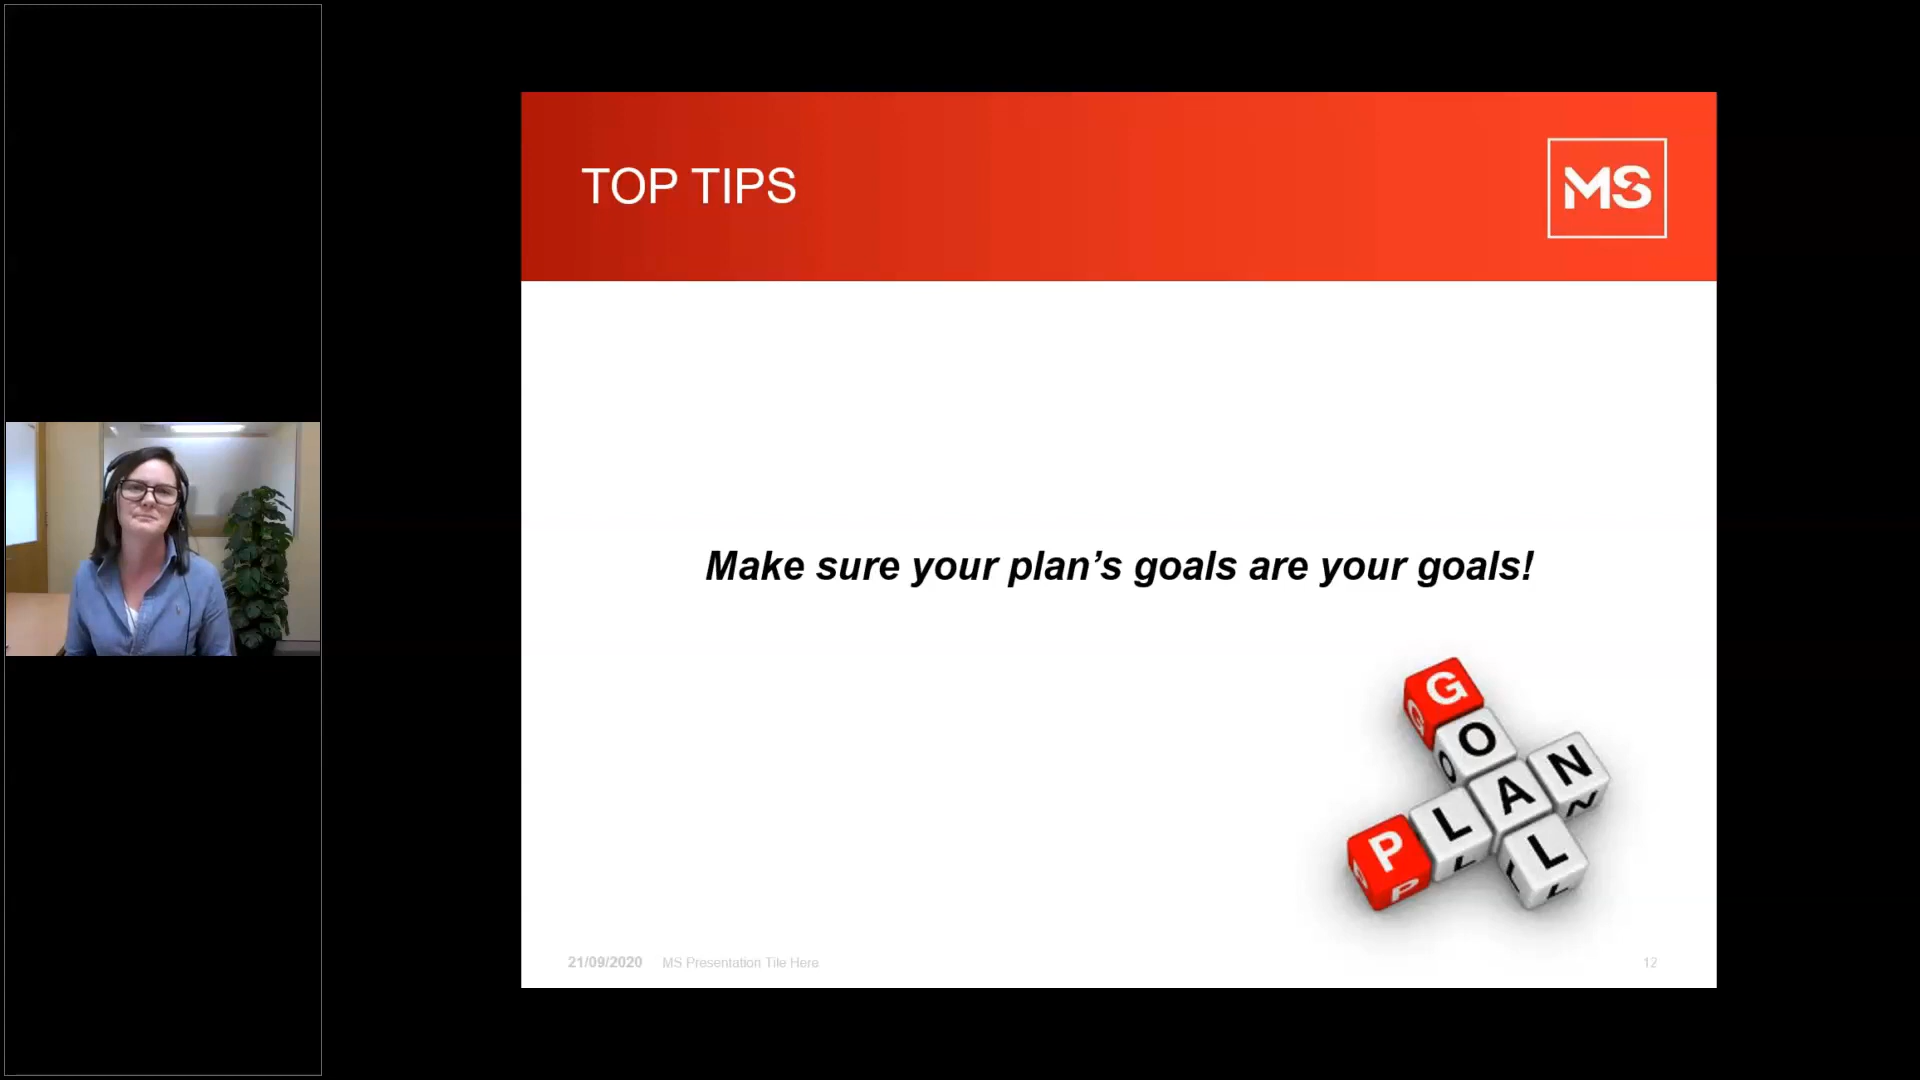 TOP TIPS
MS
Make sure your plan’s goals are your goals!
G
G
O
O
P
L
A
N
N
P
P
L
L
L
L
21/09/2020 MS Presentation Tile Here
12